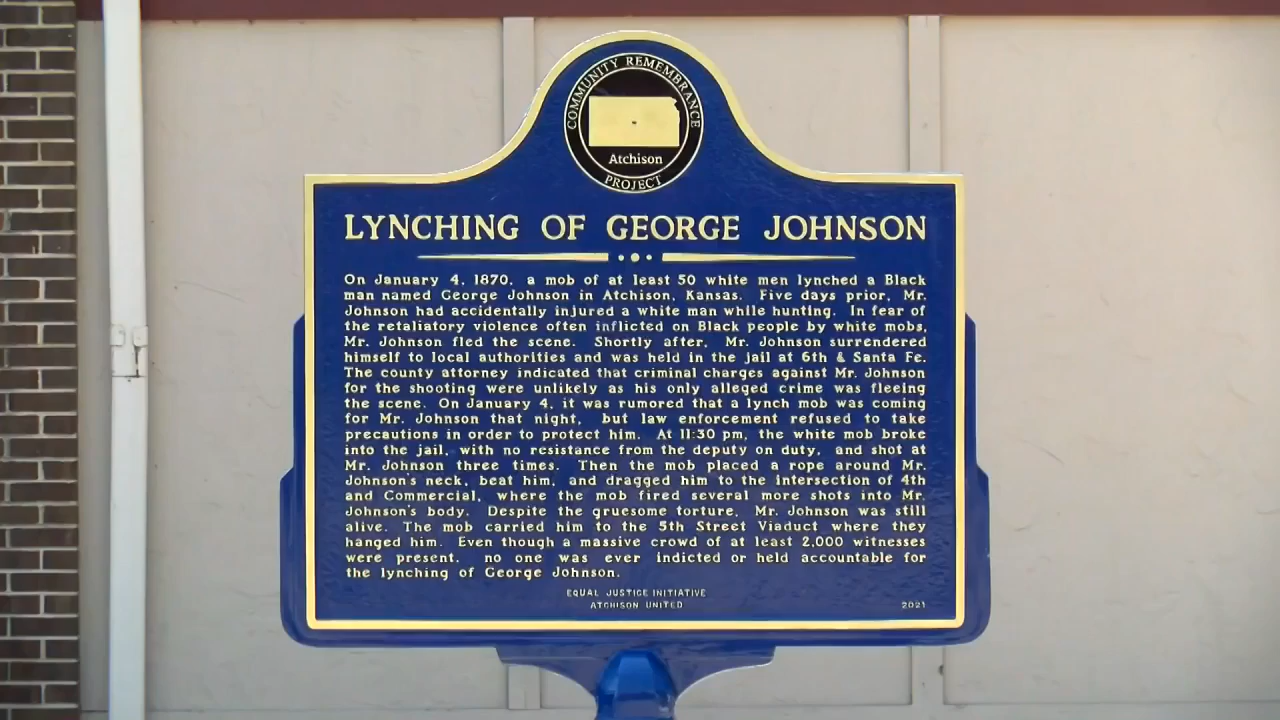 COMMUNITY REMEMBRANCE
Atchison
PROJECT
LYNCHING OF GEORGE JOHNSON
On January 4, 1870, a mob of at least 50 white men lynched a Black
man named George Johnson in Atchison, Kansas. Five days prior, Mr.
Johnson had accidentally injured a white man while hunting. In fear of
the retaliatory violence often inflicted on Black people by white mobs,
Mr. Johnson fled the scene. Shortly after, Mr. Johnson surrendered
himself to local authorities and was held in the jail at 6th & Santa Fe.
The county attorney indicated that criminal charges against Mr. Johnson
for the shooting were unlikely as his only alleged crime was fleeing
the scene. On January 4, it was rumored that a lynch mob was coming
for Mr. Johnson that night, but law enforcement refused to take
precautions in order to protect him. At 11:30 pm, the white mob broke
into the jail, with no resistance from the deputy on duty, and shot at
Mr. Johnson three times. Then the mob placed a rope around Mr.
Johnson's neck, beat him, and dragged him to the intersection of 4th
and Commercial, where the mob fired several more shots into Mr.
Johnson's body. Despite the gruesome torture, Mr. Johnson was still
alive. The mob carried him to the 5th Street Viaduct where they
hanged him. Even though a massive crowd of at least 2,000 witnesses
were present, no one was ever indicted or held accountable for
the lynching of George Johnson.
EQUAL JUSTICE INITIATIVE
ATCHISON UNITED
2021